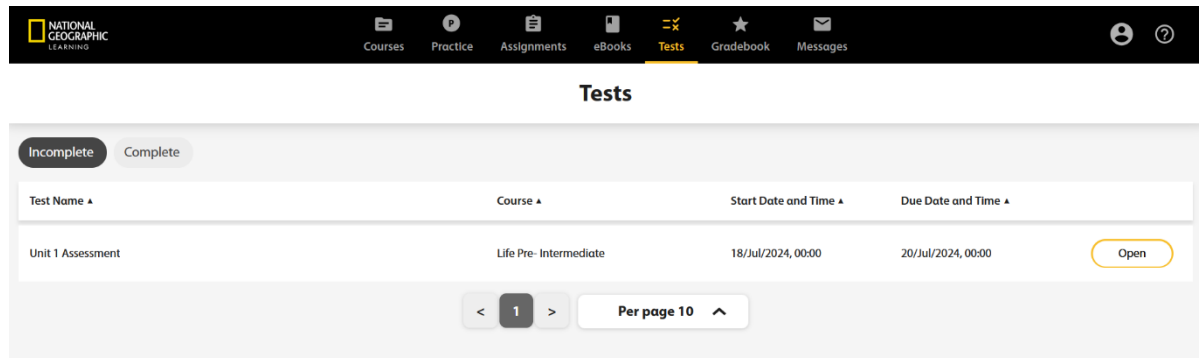 NATIONAL
GEOGRAPHIC
LEARNING
Courses
P
Practice
Assignments
eBooks
Tests
Gradebook
Messages
?
Tests
Incomplete Complete
Test Name ▲ Course ▲ Start Date and Time ▲ Due Date and Time ▲
Unit 1 Assessment Life Pre- Intermediate 18/Jul/2024, 00:00 20/Jul/2024, 00:00 Open
< 1 > Per page 10